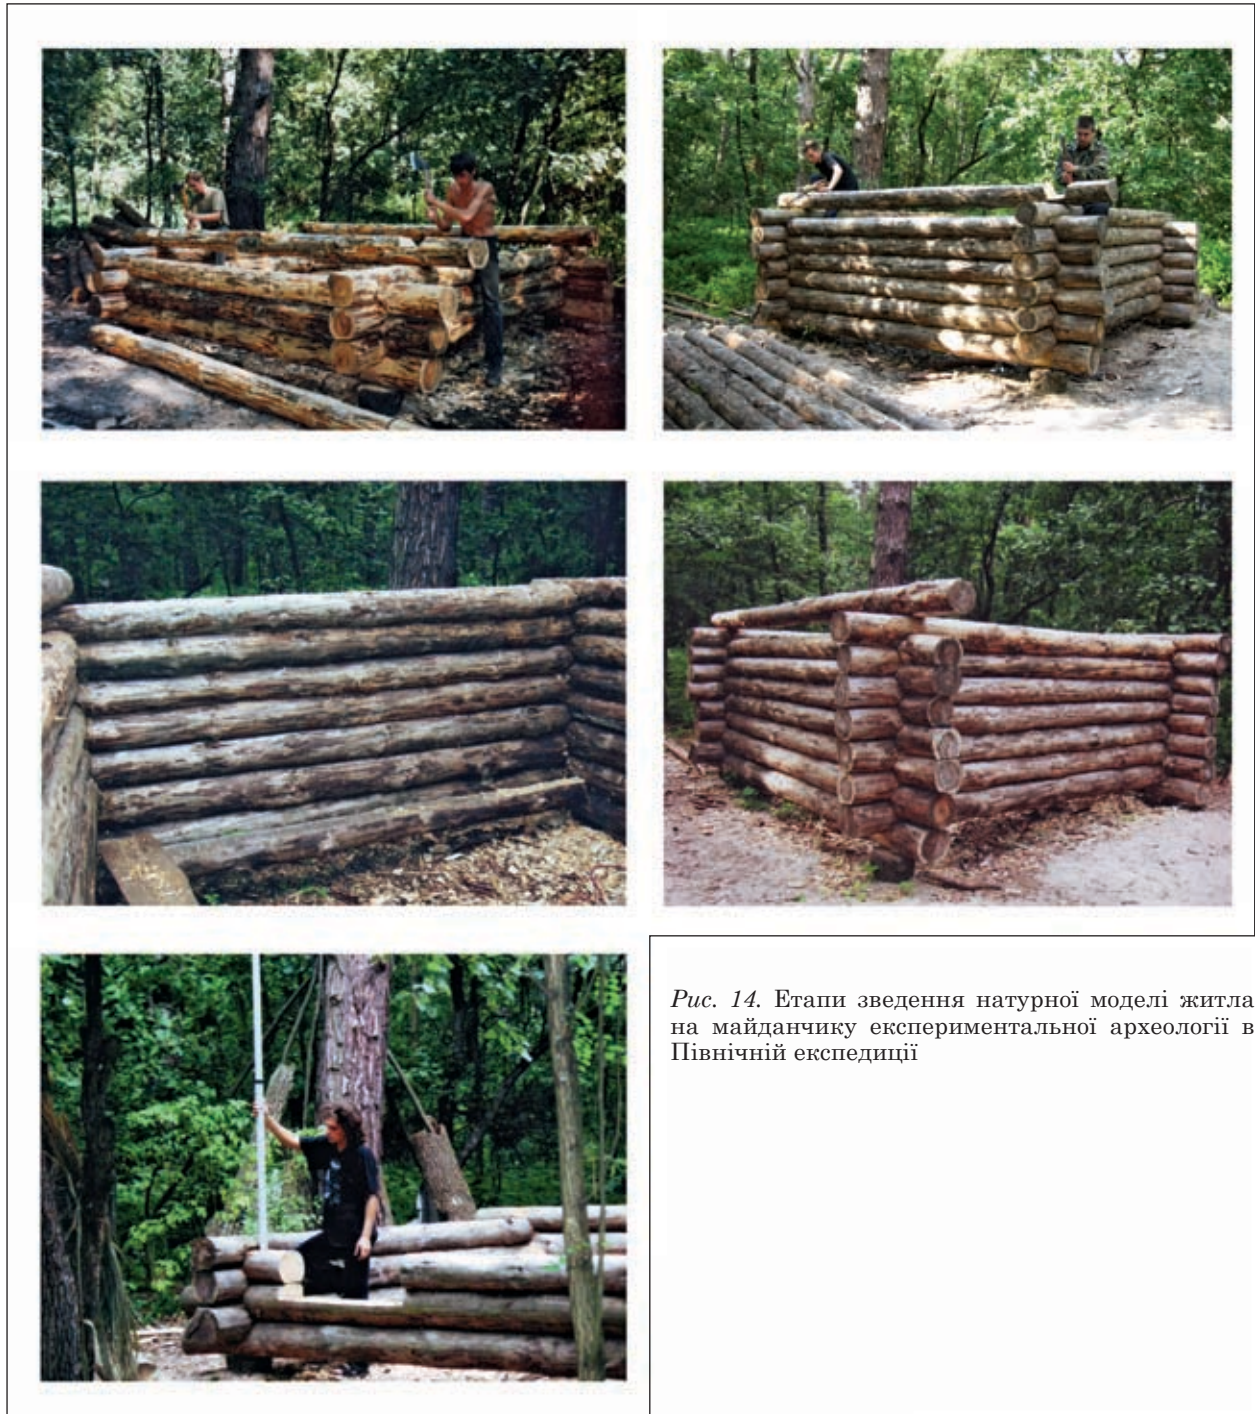 Рис. 14. Етапи зведення натурної моделі житла
на майданчику експериментальної археології в
Північній експедиції